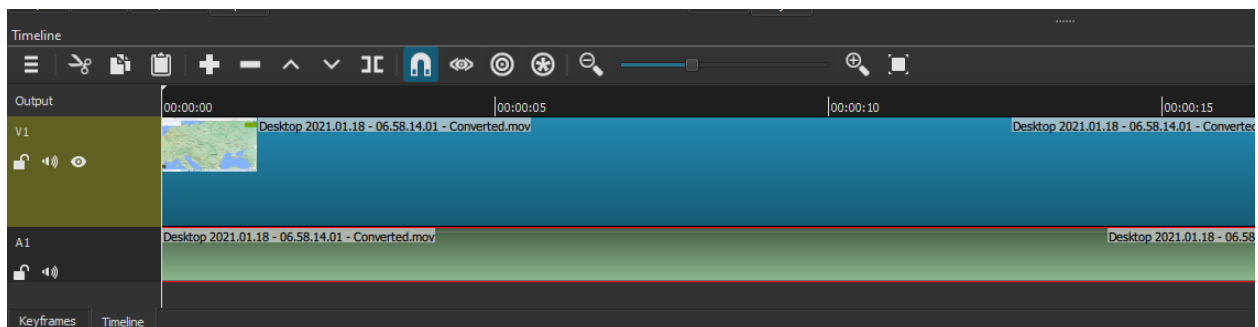 Timeline
Output
00:00:00
00:00:05
00:00:10
00:00:15
V1
Desktop 2021.01.18 - 06.58.14.01 - Converted.mov
Desktop 2021.01.18 - 06.58.14.01 - Converted
A1
Desktop 2021.01.18 - 06.58.14.01 - Converted.mov
Desktop 2021.01.18 - 06.58
Keyframes
Timeline